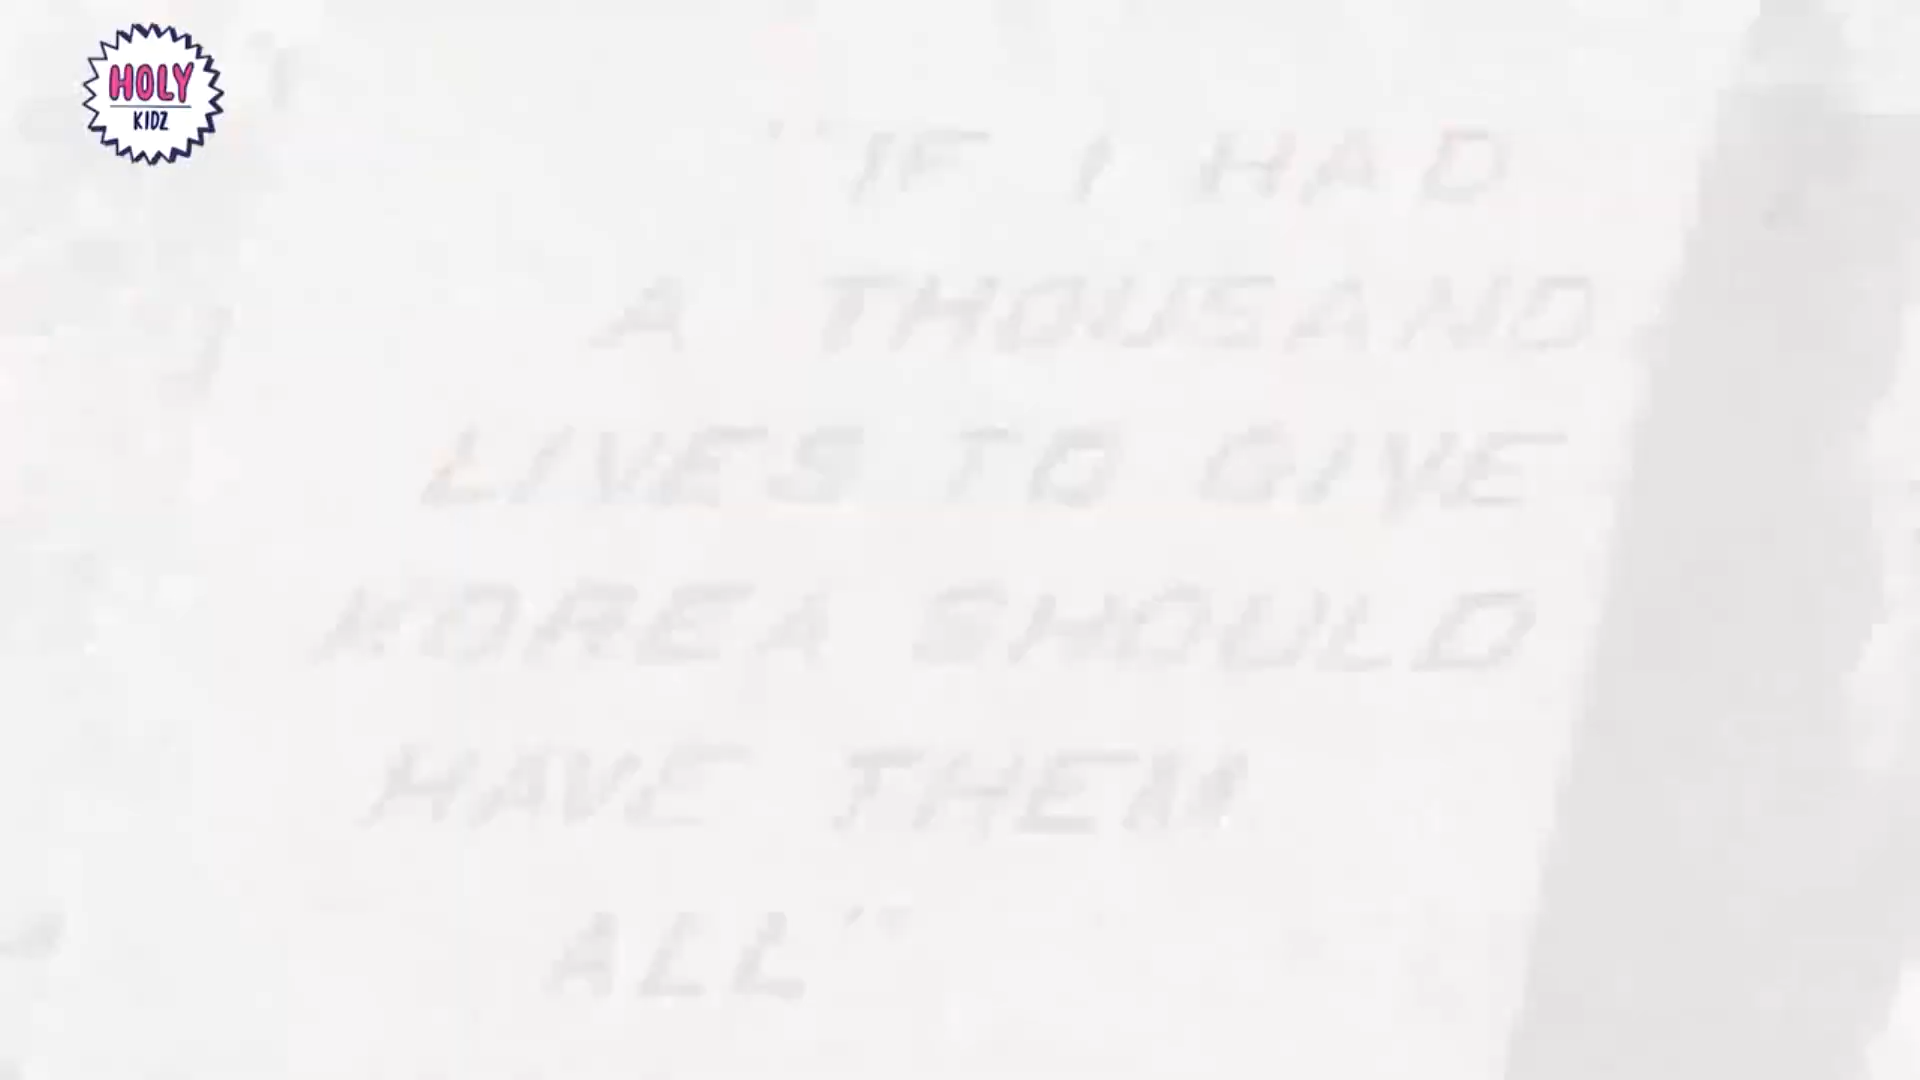 HOLY
KIDZ
"IF I HAD
A THOUSAND
LIVES TO GIVE
KOREA SHOULD
HAVE THEM
ALL"